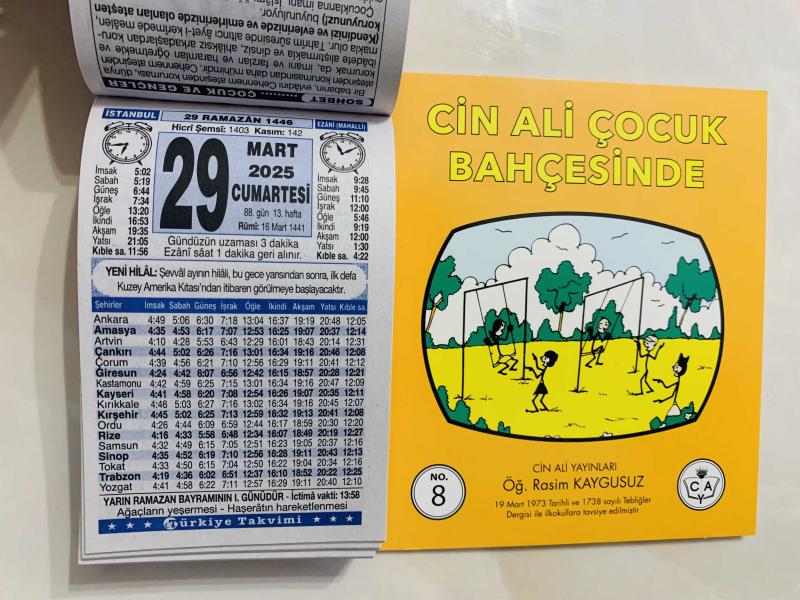 SOHBET ......... ÇOCUK VE GENÇLER
Bir babanın, evlâdını Cehennem ateşinden koruması, dünya
ateşinden korumasından daha mühimdir. Cehennem ateşinden
korumak da, imanı ve farzları ve haramları öğretmekle ve
ibâdete alıştırmakla ve dinsiz, ahlâksız arkadaşlardan koru-
makla olur. Tahrim sûresinde altıncı âyet-i kerimede meâlen,
(Kendinizi ve evlerinizde ve emirlerinizde olanları ateşten
koruyunuz!) buyuruluyor.
İSTANBUL
29 RAMAZÂN 1446
Hicrî Şemsi: 1403 Kasım: 142
EZÂNİ (MAHALLİ)
29
MART
2025
CUMARTESİ
88. gün 13. hafta
Rûmî: 16 Mart 1441
İmsak 5:02
Sabah 5:19
Güneş 6:44
İşrak 7:34
Öğle 13:20
İkindi 16:53
Akşam 19:35
Yatsı 21:05
Kıble sa. 11:56
İmsak 9:28
Sabah 9:45
Güneş 11:10
İşrak 12:00
Öğle 5:46
İkindi 9:19
Akşam 12:00
Yatsı 1:30
Kıble sa. 4:22
Gündüzün uzaması 3 dakika
Ezânî sâat 1 dakika geri alınır.
YENİ HİLÂL: Şevvâl ayının hilâli, bu gece yarısından sonra, ilk defa
Kuzey Amerika Kıtası'ndan itibaren görülmeye başlayacaktır.
Şehirler İmsak Sabah Güneş İşrak Öğle İkindi Akşam Yatsı Kıble sa.
Ankara 4:49 5:06 6:30 7:18 13:04 16:37 19:19 20:48 12:05
Amasya 4:35 4:53 6:17 7:07 12:53 16:25 19:07 20:37 12:14
Artvin 4:10 4:28 5:53 6:43 12:29 16:01 18:43 20:14 12:31
Çankırı 4:44 5:02 6:26 7:16 13:01 16:34 19:16 20:46 12:08
Çorum 4:39 4:56 6:21 7:10 12:56 16:29 19:11 20:41 12:12
Giresun 4:24 4:42 6:07 6:56 12:42 16:15 18:57 20:28 12:21
Kastamonu 4:42 4:59 6:25 7:15 13:01 16:34 19:16 20:47 12:09
Kayseri 4:41 4:58 6:20 7:08 12:54 16:26 19:07 20:35 12:11
Kırıkkale 4:46 5:03 6:27 7:16 13:02 16:34 19:16 20:45 12:07
Kırşehir 4:45 5:02 6:25 7:13 12:59 16:32 19:13 20:41 12:08
Ordu 4:26 4:44 6:09 6:59 12:44 16:17 18:59 20:30 12:20
Rize 4:16 4:33 5:58 6:48 12:34 16:07 18:49 20:19 12:27
Samsun 4:32 4:49 6:15 7:05 12:51 16:23 19:05 20:37 12:16
Sinop 4:35 4:52 6:19 7:10 12:56 16:28 19:11 20:43 12:13
Tokat 4:33 4:50 6:15 7:04 12:50 16:22 19:04 20:34 12:16
Trabzon 4:19 4:36 6:02 6:51 12:37 16:10 18:52 20:22 12:25
Yozgat 4:41 4:58 6:22 7:11 12:57 16:29 19:11 20:40 12:10
YARIN RAMAZAN BAYRAMININ I. GÜNÜDÜR - İctimâ vakti: 13:58
Ağaçların yeşermesi - Haşerâtın hareketlenmesi
Türkiye Takvimi
CİN ALİ ÇOCUK
BAHÇESİNDE
NO.
8
CİN ALİ YAYINLARI
Öğ. Rasim KAYGUSUZ
19 Mart 1973 Tarihli ve 1738 sayılı Tebliğler
Dergisi ile ilkokullara tavsiye edilmiştir
C A
Y